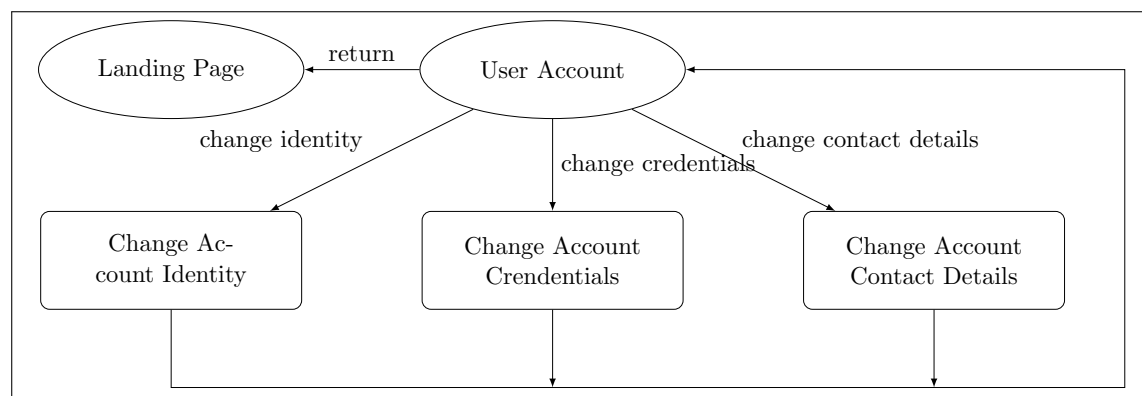 Landing Page
return
User Account
change identity
change credentials
change contact details
Change Ac-
count Identity
Change Account
Crendentials
Change Account
Contact Details